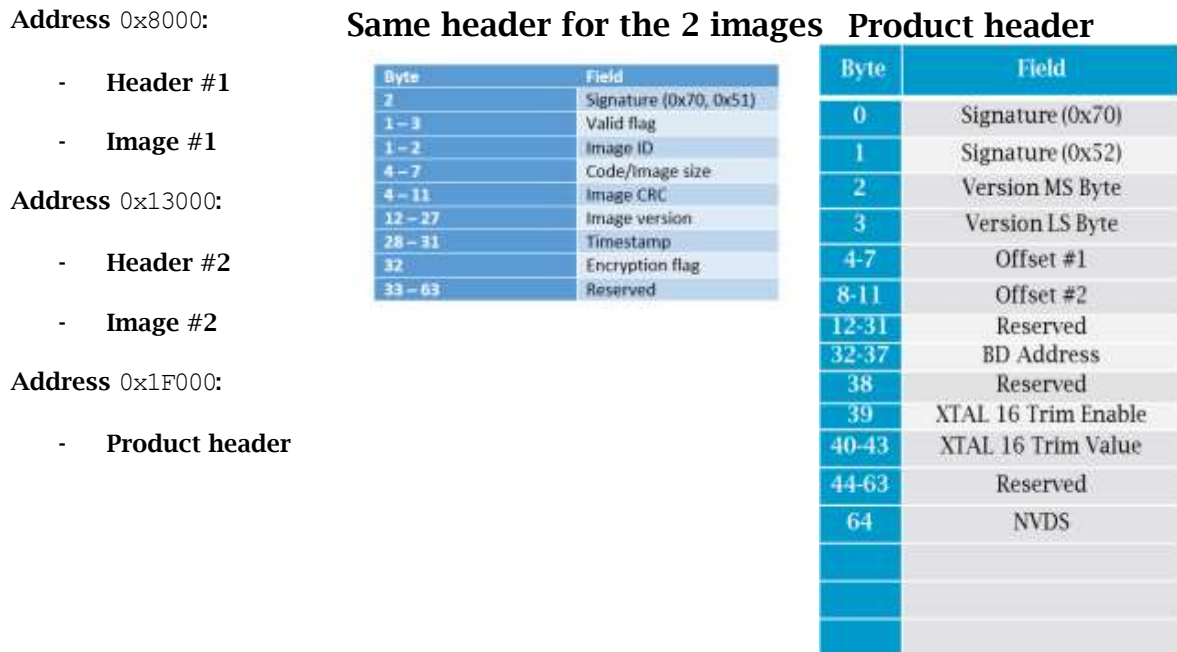 Address 0x8000:
- Header #1
- Image #1
Address 0x13000:
- Header #2
- Image #2
Address 0x1F000:
- Product header
Same header for the 2 images
Byte Field
2 Signature (0x70, 0x51)
1 – 3 Valid flag
1 – 2 Image ID
4 – 7 Code/Image size
4 – 11 Image CRC
12 – 27 Image version
28 – 31 Timestamp
32 Encryption flag
33 – 63 Reserved
Product header
Byte Field
0 Signature (0x70)
1 Signature (0x52)
2 Version MS Byte
3 Version LS Byte
4-7 Offset #1
8-11 Offset #2
12-31 Reserved
32-37 BD Address
38 Reserved
39 XTAL 16 Trim Enable
40-43 XTAL 16 Trim Value
44-63 Reserved
64 NVDS